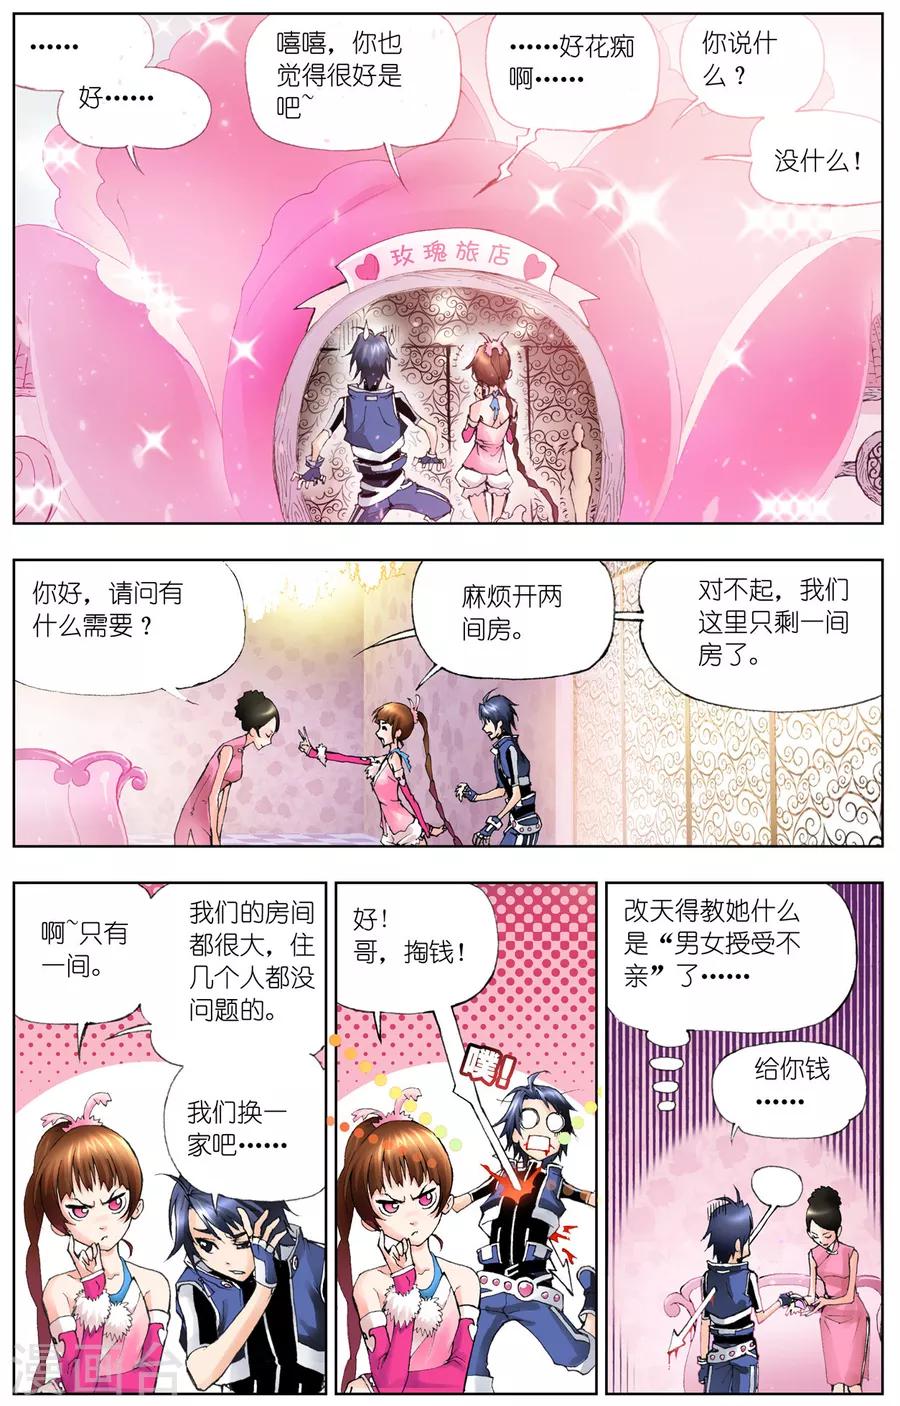 ……
好……
嘻嘻，你也
觉得很好是
吧~
……好花痴
啊……
你说什
么？
没什么！
玫瑰旅店
你好，请问有
什么需要？
麻烦开两
间房。
对不起，我们
这里只剩一间
房了。
啊~只有
一间。
我们的房间
都很大，住
几个人都没
问题的。
我们换一
家吧……
好！
哥，掏钱！
噗！
改天得教她什么
是“男女授受不
亲”了……
给你钱
……
漫画台